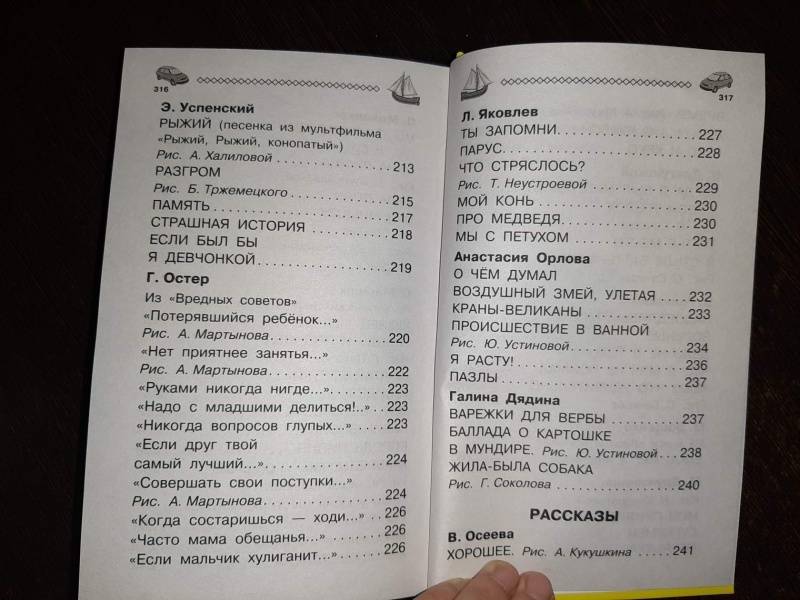 316
Э. Успенский
РЫЖИЙ (песенка из мультфильма
«Рыжий, Рыжий, конопатый»)
Рис. А. Халиловой . . . . . . . . . . . . . . . 213
РАЗГРОМ
Рис. Б. Тржемецкого . . . . . . . . . . . . . 215
ПАМЯТЬ . . . . . . . . . . . . . . . . . . . . 217
СТРАШНАЯ ИСТОРИЯ . . . . . . . . . . 218
ЕСЛИ БЫЛ БЫ
Я ДЕВЧОНКОЙ . . . . . . . . . . . . . . . . 219
Г. Остер
Из «Вредных советов»
«Потерявшийся ребёнок...»
Рис. А. Мартынова . . . . . . . . . . . . . . 220
«Нет приятнее занятья...»
Рис. А. Мартынова . . . . . . . . . . . . . . 222
«Руками никогда нигде...» . . . . . . . 223
«Надо с младшими делиться!..» . . . 223
«Никогда вопросов глупых...» . . . . 223
«Если друг твой
самый лучший...» . . . . . . . . . . . . . . 224
«Совершать свои поступки...»
Рис. А. Мартынова . . . . . . . . . . . . . . 224
«Когда состаришься — ходи...» . . 226
«Часто мама обещанья...» . . . . . . . 226
«Если мальчик хулиганит...» . . . . . 226
317
Л. Яковлев
ТЫ ЗАПОМНИ. . . . . . . . . . . . . . . . . 227
ПАРУС. . . . . . . . . . . . . . . . . . . . . . . 228
ЧТО СТРЯСЛОСЬ?
Рис. Т. Неустроевой . . . . . . . . . . . . . 229
МОЙ КОНЬ . . . . . . . . . . . . . . . . . . . 230
ПРО МЕДВЕДЯ. . . . . . . . . . . . . . . . . 230
МЫ С ПЕТУХОМ . . . . . . . . . . . . . . . 231
Анастасия Орлова
О ЧЁМ ДУМАЛ
ВОЗДУШНЫЙ ЗМЕЙ, УЛЕТАЯ . . . . 232
КРАНЫ-ВЕЛИКАНЫ . . . . . . . . . . . . . 233
ПРОИСШЕСТВИЕ В ВАННОЙ
Рис. Ю. Устиновой. . . . . . . . . . . . . . . 234
Я РАСТУ! . . . . . . . . . . . . . . . . . . . . . 236
ПАЗЛЫ . . . . . . . . . . . . . . . . . . . . . . 237
Галина Дядина
ВАРЕЖКИ ДЛЯ ВЕРБЫ . . . . . . . . . . 237
БАЛЛАДА О КАРТОШКЕ
В МУНДИРЕ. Рис. Ю. Устиновой . . . 238
ЖИЛА-БЫЛА СОБАКА
Рис. Г. Соколова . . . . . . . . . . . . . . . . 240
РАССКАЗЫ
В. Осеева
ХОРОШЕЕ. Рис. А. Кукушкина . . . . . 241